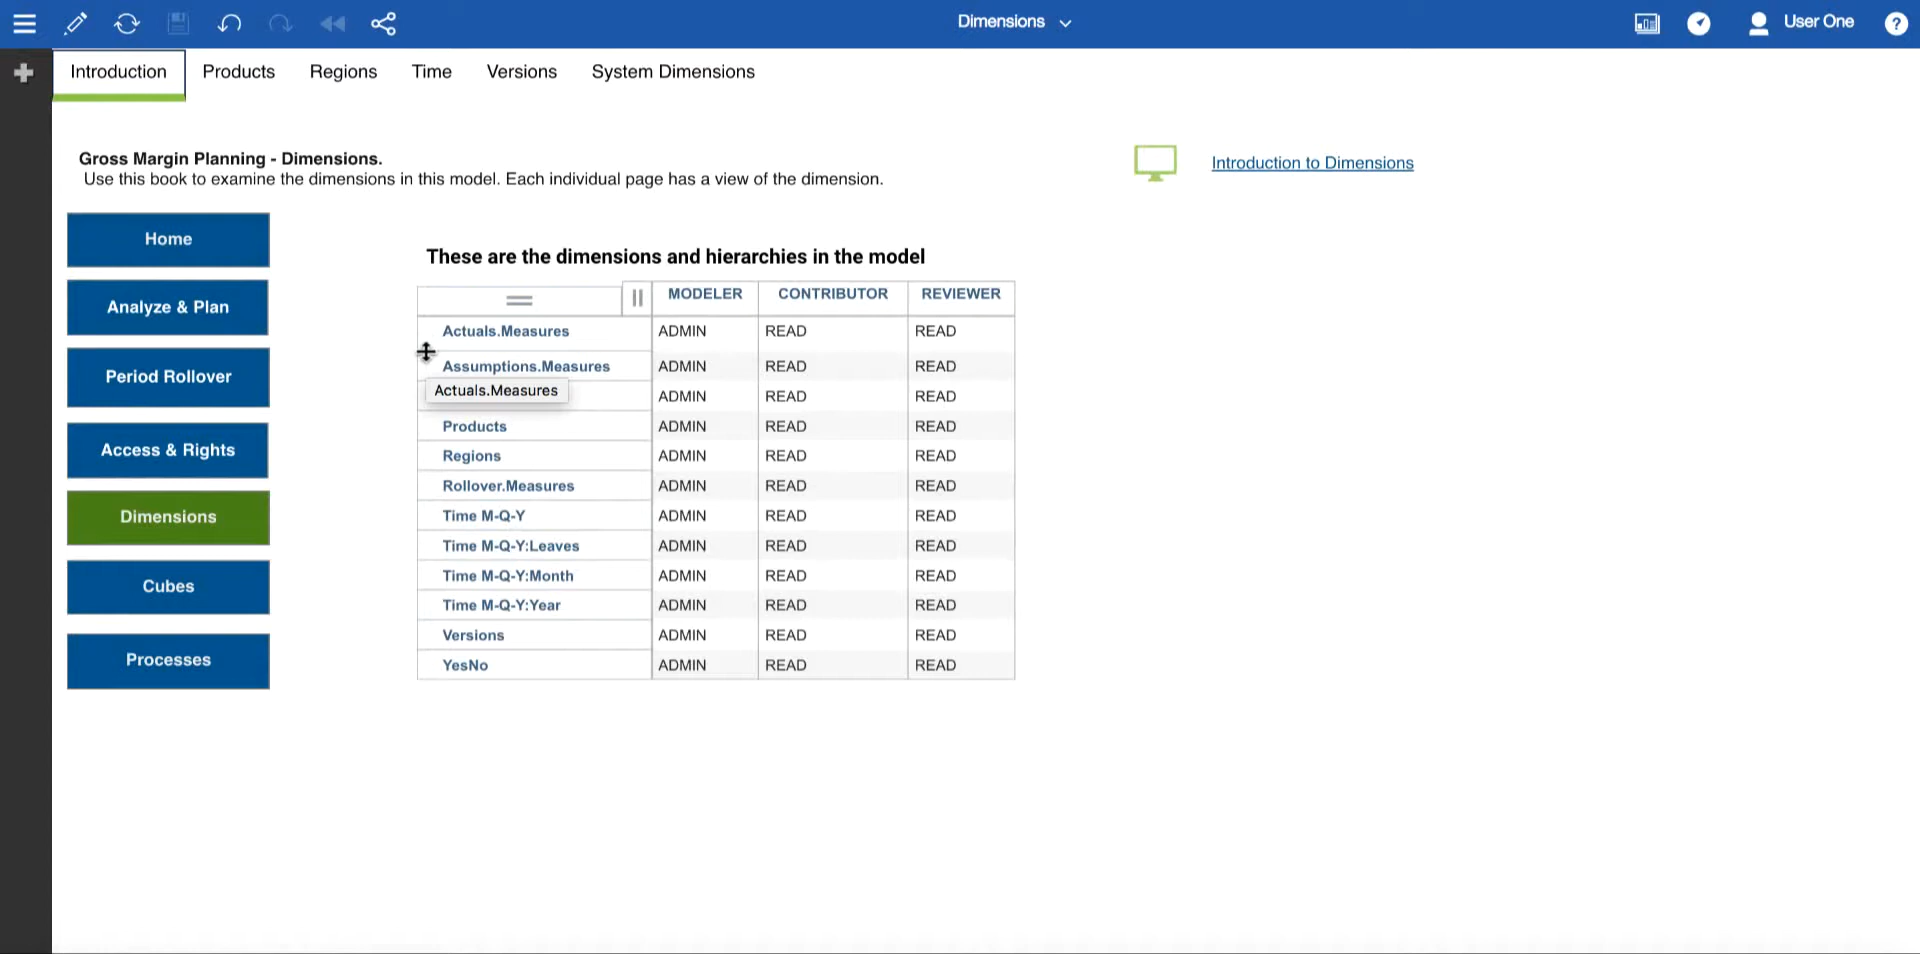 Dimensions
User One
?
Introduction Products Regions Time Versions System Dimensions
Gross Margin Planning - Dimensions.
Use this book to examine the dimensions in this model. Each individual page has a view of the dimension.
Introduction to Dimensions
Home
Analyze & Plan
Period Rollover
Access & Rights
Dimensions
Cubes
Processes
These are the dimensions and hierarchies in the model
MODELER CONTRIBUTOR REVIEWER
Actuals.Measures ADMIN READ READ
Assumptions.Measures ADMIN READ READ
Actuals.Measures
ADMIN READ READ
Products ADMIN READ READ
Regions ADMIN READ READ
Rollover.Measures ADMIN READ READ
Time M-Q-Y ADMIN READ READ
Time M-Q-Y:Leaves ADMIN READ READ
Time M-Q-Y:Month ADMIN READ READ
Time M-Q-Y:Year ADMIN READ READ
Versions ADMIN READ READ
YesNo ADMIN READ READ